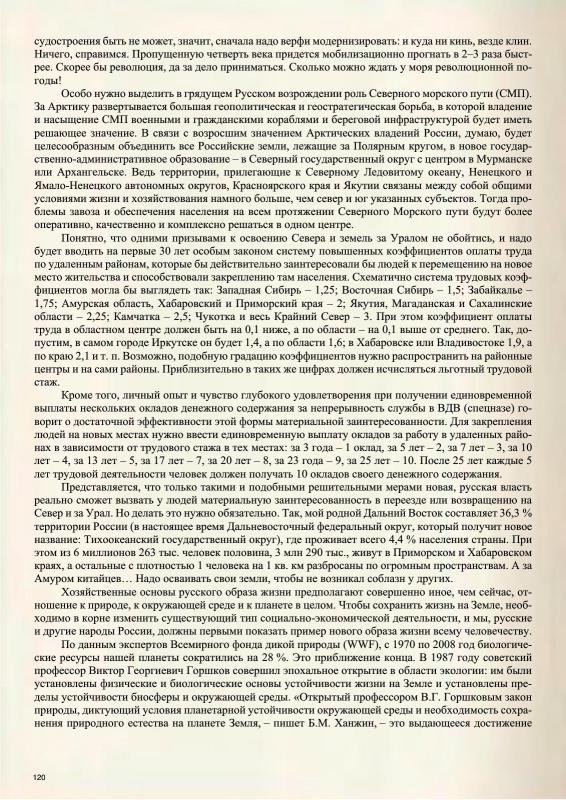 судостроения быть не может, значит, сначала надо верфи модернизировать: и куда ни кинь, везде клин.
Ничего, справимся. Пропущенную четверть века придется мобилизационно прогнать в 2–3 раза быст-
рее. Скорее бы революция, да за дело приниматься. Сколько можно ждать у моря революционной по-
годы!
Особо нужно выделить в грядущем Русском возрождении роль Северного морского пути (СМП).
За Арктику развертывается большая геополитическая и геостратегическая борьба, в которой владение
и насыщение СМП военными и гражданскими кораблями и береговой инфраструктурой будет иметь
решающее значение. В связи с возросшим значением Арктических владений России, думаю, будет
целесообразным объединить все Российские земли, лежащие за Полярным кругом, в новое государ-
ственно-административное образование – в Северный государственный округ с центром в Мурманске
или Архангельске. Ведь территории, прилегающие к Северному Ледовитому океану, Ненецкого и
Ямало-Ненецкого автономных округов, Красноярского края и Якутии связаны между собой общими
условиями жизни и хозяйствования намного больше, чем север и юг указанных субъектов. Тогда про-
блемы завоза и обеспечения населения на всем протяжении Северного Морского пути будут более
оперативно, качественно и комплексно решаться в одном центре.
Понятно, что одними призывами к освоению Севера и земель за Уралом не обойтись, и надо
будет вводить на первые 30 лет особым законом систему повышенных коэффициентов оплаты труда
по удаленным районам, которые бы действительно заинтересовали бы людей к перемещению на новое
место жительства и способствовали закреплению там населения. Схематично система трудовых коэф-
фициентов могла бы выглядеть так: Западная Сибирь – 1,25; Восточная Сибирь – 1,5; Забайкалье –
1,75; Амурская область, Хабаровский и Приморский края – 2; Якутия, Магаданская и Сахалинские
области – 2,25; Камчатка – 2,5; Чукотка и весь Крайний Север – 3. При этом коэффициент оплаты
труда в областном центре должен быть на 0,1 ниже, а по области – на 0,1 выше от среднего. Так, до-
пустим, в самом городе Иркутске он будет 1,4, а по области 1,6; в Хабаровске или Владивостоке 1,9, а
по краю 2,1 и т. п. Возможно, подобную градацию коэффициентов нужно распространить на районные
центры и на сами районы. Приблизительно в таких же цифрах должен исчисляться льготный трудовой
стаж.
Кроме того, личный опыт и чувство глубокого удовлетворения при получении единовременной
выплаты нескольких окладов денежного содержания за непрерывность службы в ВДВ (спецназе) го-
ворит о достаточной эффективности этой формы материальной заинтересованности. Для закрепления
людей на новых местах нужно ввести единовременную выплату окладов за работу в удаленных райо-
нах в зависимости от трудового стажа в тех местах: за 3 года – 1 оклад, за 5 лет – 2, за 7 лет – 3, за 10
лет – 4, за 13 лет – 5, за 17 лет – 7, за 20 лет – 8, за 23 года – 9, за 25 лет – 10. После 25 лет каждые 5
лет трудовой деятельности человек должен получать 10 окладов своего денежного содержания.
Представляется, что только такими и подобными решительными мерами новая, русская власть
реально сможет вызвать у людей материальную заинтересованность в переезде или возвращению на
Север и за Урал. Но делать это нужно обязательно. Так, мой родной Дальний Восток составляет 36,3 %
территории России (в настоящее время Дальневосточный федеральный округ, который получит новое
название: Тихоокеанский государственный округ), где проживает всего 4,4 % населения страны. При
этом из 6 миллионов 263 тыс. человек половина, 3 млн 290 тыс., живут в Приморском и Хабаровском
краях, а остальные с плотностью 1 человека на 1 кв. км разбросаны по огромным пространствам. А за
Амуром китайцев… Надо осваивать свои земли, чтобы не возникал соблазн у других.
Хозяйственные основы русского образа жизни предполагают совершенно иное, чем сейчас, от-
ношение к природе, к окружающей среде и к планете в целом. Чтобы сохранить жизнь на Земле, необ-
ходимо в корне изменить существующий тип социально-экономической деятельности, и мы, русские
и другие народы России, должны первыми показать пример нового образа жизни всему человечеству.
По данным экспертов Всемирного фонда дикой природы (WWF), с 1970 по 2008 год биологиче-
ские ресурсы нашей планеты сократились на 28 %. Это приближение конца. В 1987 году советский
профессор Виктор Георгиевич Горшков совершил эпохальное открытие в области экологии: им были
установлены физические и биологические основы устойчивости жизни на Земле и установлены пре-
делы устойчивости биосферы и окружающей среды. «Открытый профессором В.Г. Горшковым закон
природы, диктующий условия планетарной устойчивости окружающей среды и необходимость сохра-
нения природного естества на планете Земля, – пишет Б.М. Ханжин, – это выдающееся достижение
120